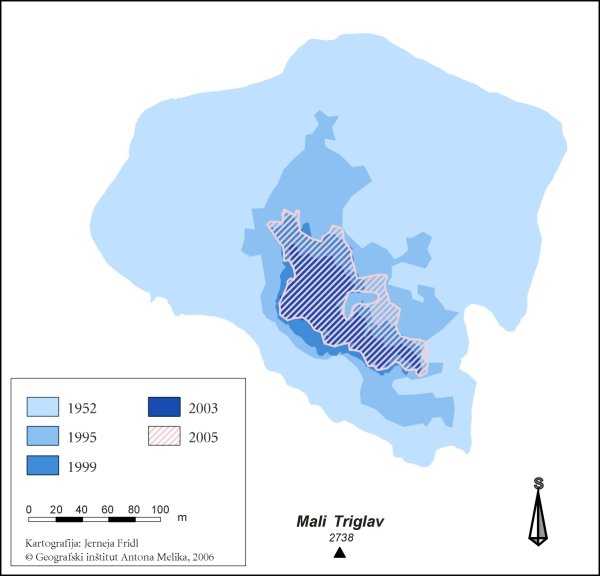 S
Mali Triglav
2738
1952
2003
1995
2005
1999
0 20 40 60 80 100 m
Kartografija: Jerneja Fridl
© Geografski inštitut Antona Melika, 2006